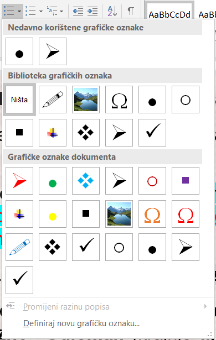 AaBbCcDd AaBb
Nedavno korištene grafičke oznake
Biblioteka grafičkih oznaka
Ništa
Grafičke oznake dokumenta
Promijeni razinu popisa
Definiraj novu grafičku oznaku...